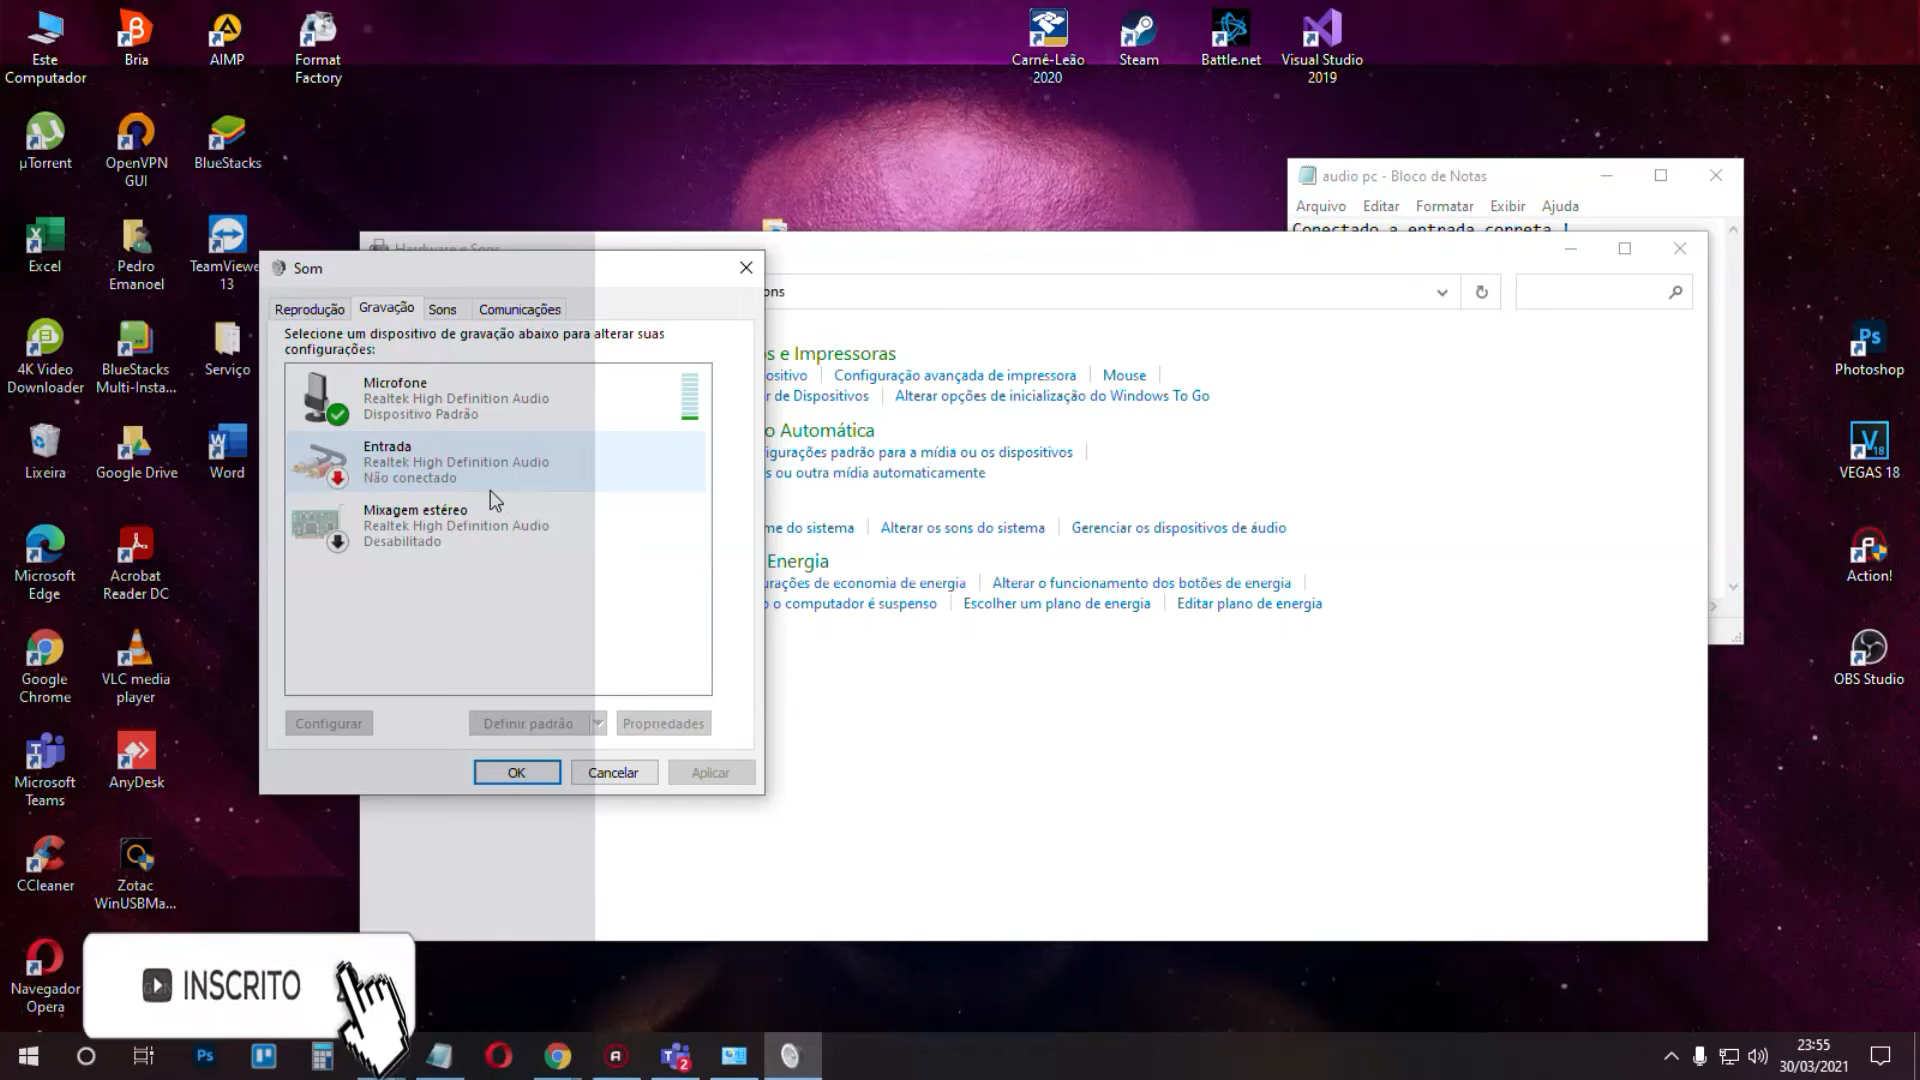 Este
Computador
Bria
AIMP
Format
Factory
Carnê-Leão
2020
Steam
Battle.net
Visual Studio
2019
µTorrent
OpenVPN
GUI
BlueStacks
Excel
Pedro
Emanoel
TeamViewe
13
4K Video
Downloader
BlueStacks
Multi-Insta...
Serviço
Lixeira
Google Drive
Word
Microsoft
Edge
Acrobat
Reader DC
Google
Chrome
VLC media
player
Microsoft
Teams
AnyDesk
CCleaner
Zotac
WinUSBMa...
Navegador
Opera
Photoshop
VEGAS 18
Action!
OBS Studio
audio pc - Bloco de Notas
Arquivo Editar Formatar Exibir Ajuda
Conectado a entrada correta !
Hardware e Sons
ons
s e Impressoras
ositivo Configuração avançada de impressora Mouse
r de Dispositivos Alterar opções de inicialização do Windows To Go
o Automática
igurações padrão para a mídia ou os dispositivos
s ou outra mídia automaticamente
me do sistema Alterar os sons do sistema Gerenciar os dispositivos de áudio
Energia
urações de economia de energia Alterar o funcionamento dos botões de energia
o o computador é suspenso Escolher um plano de energia Editar plano de energia
Som
Reprodução Gravação Sons Comunicações
Selecione um dispositivo de gravação abaixo para alterar suas
configurações:
Microfone
Realtek High Definition Audio
Dispositivo Padrão
Entrada
Realtek High Definition Audio
Não conectado
Mixagem estéreo
Realtek High Definition Audio
Desabilitado
Configurar Definir padrão Propriedades
OK Cancelar Aplicar
INSCRITO
23:55
30/03/2021